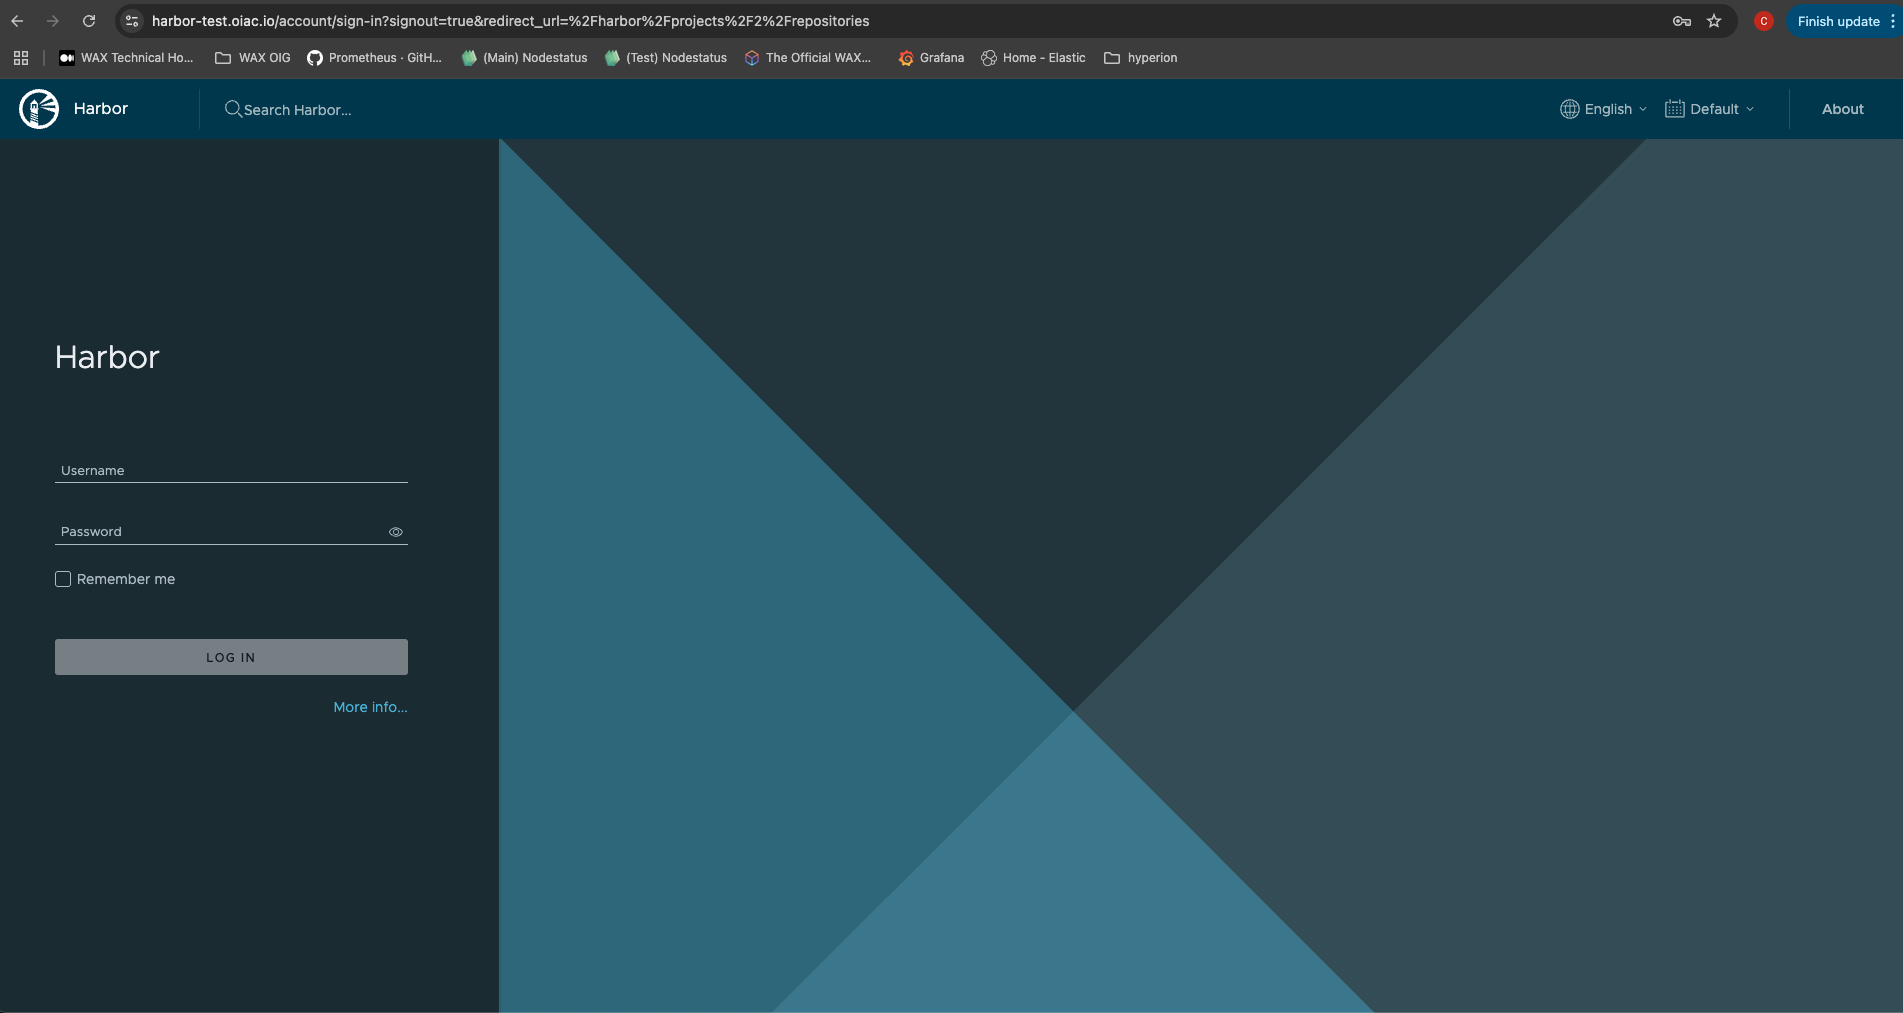 harbor-test.oiac.io/account/sign-in?signout=true&redirect_url=%2Fharbor%2Fprojects%2F2%2Frepositories
C
Finish update
WAX Technical Ho...
WAX OIG
Prometheus · GitH...
(Main) Nodestatus
(Test) Nodestatus
The Official WAX...
Grafana
Home - Elastic
hyperion
Harbor
Search Harbor...
English
Default
About
Harbor
Username
Password
Remember me
LOG IN
More info...